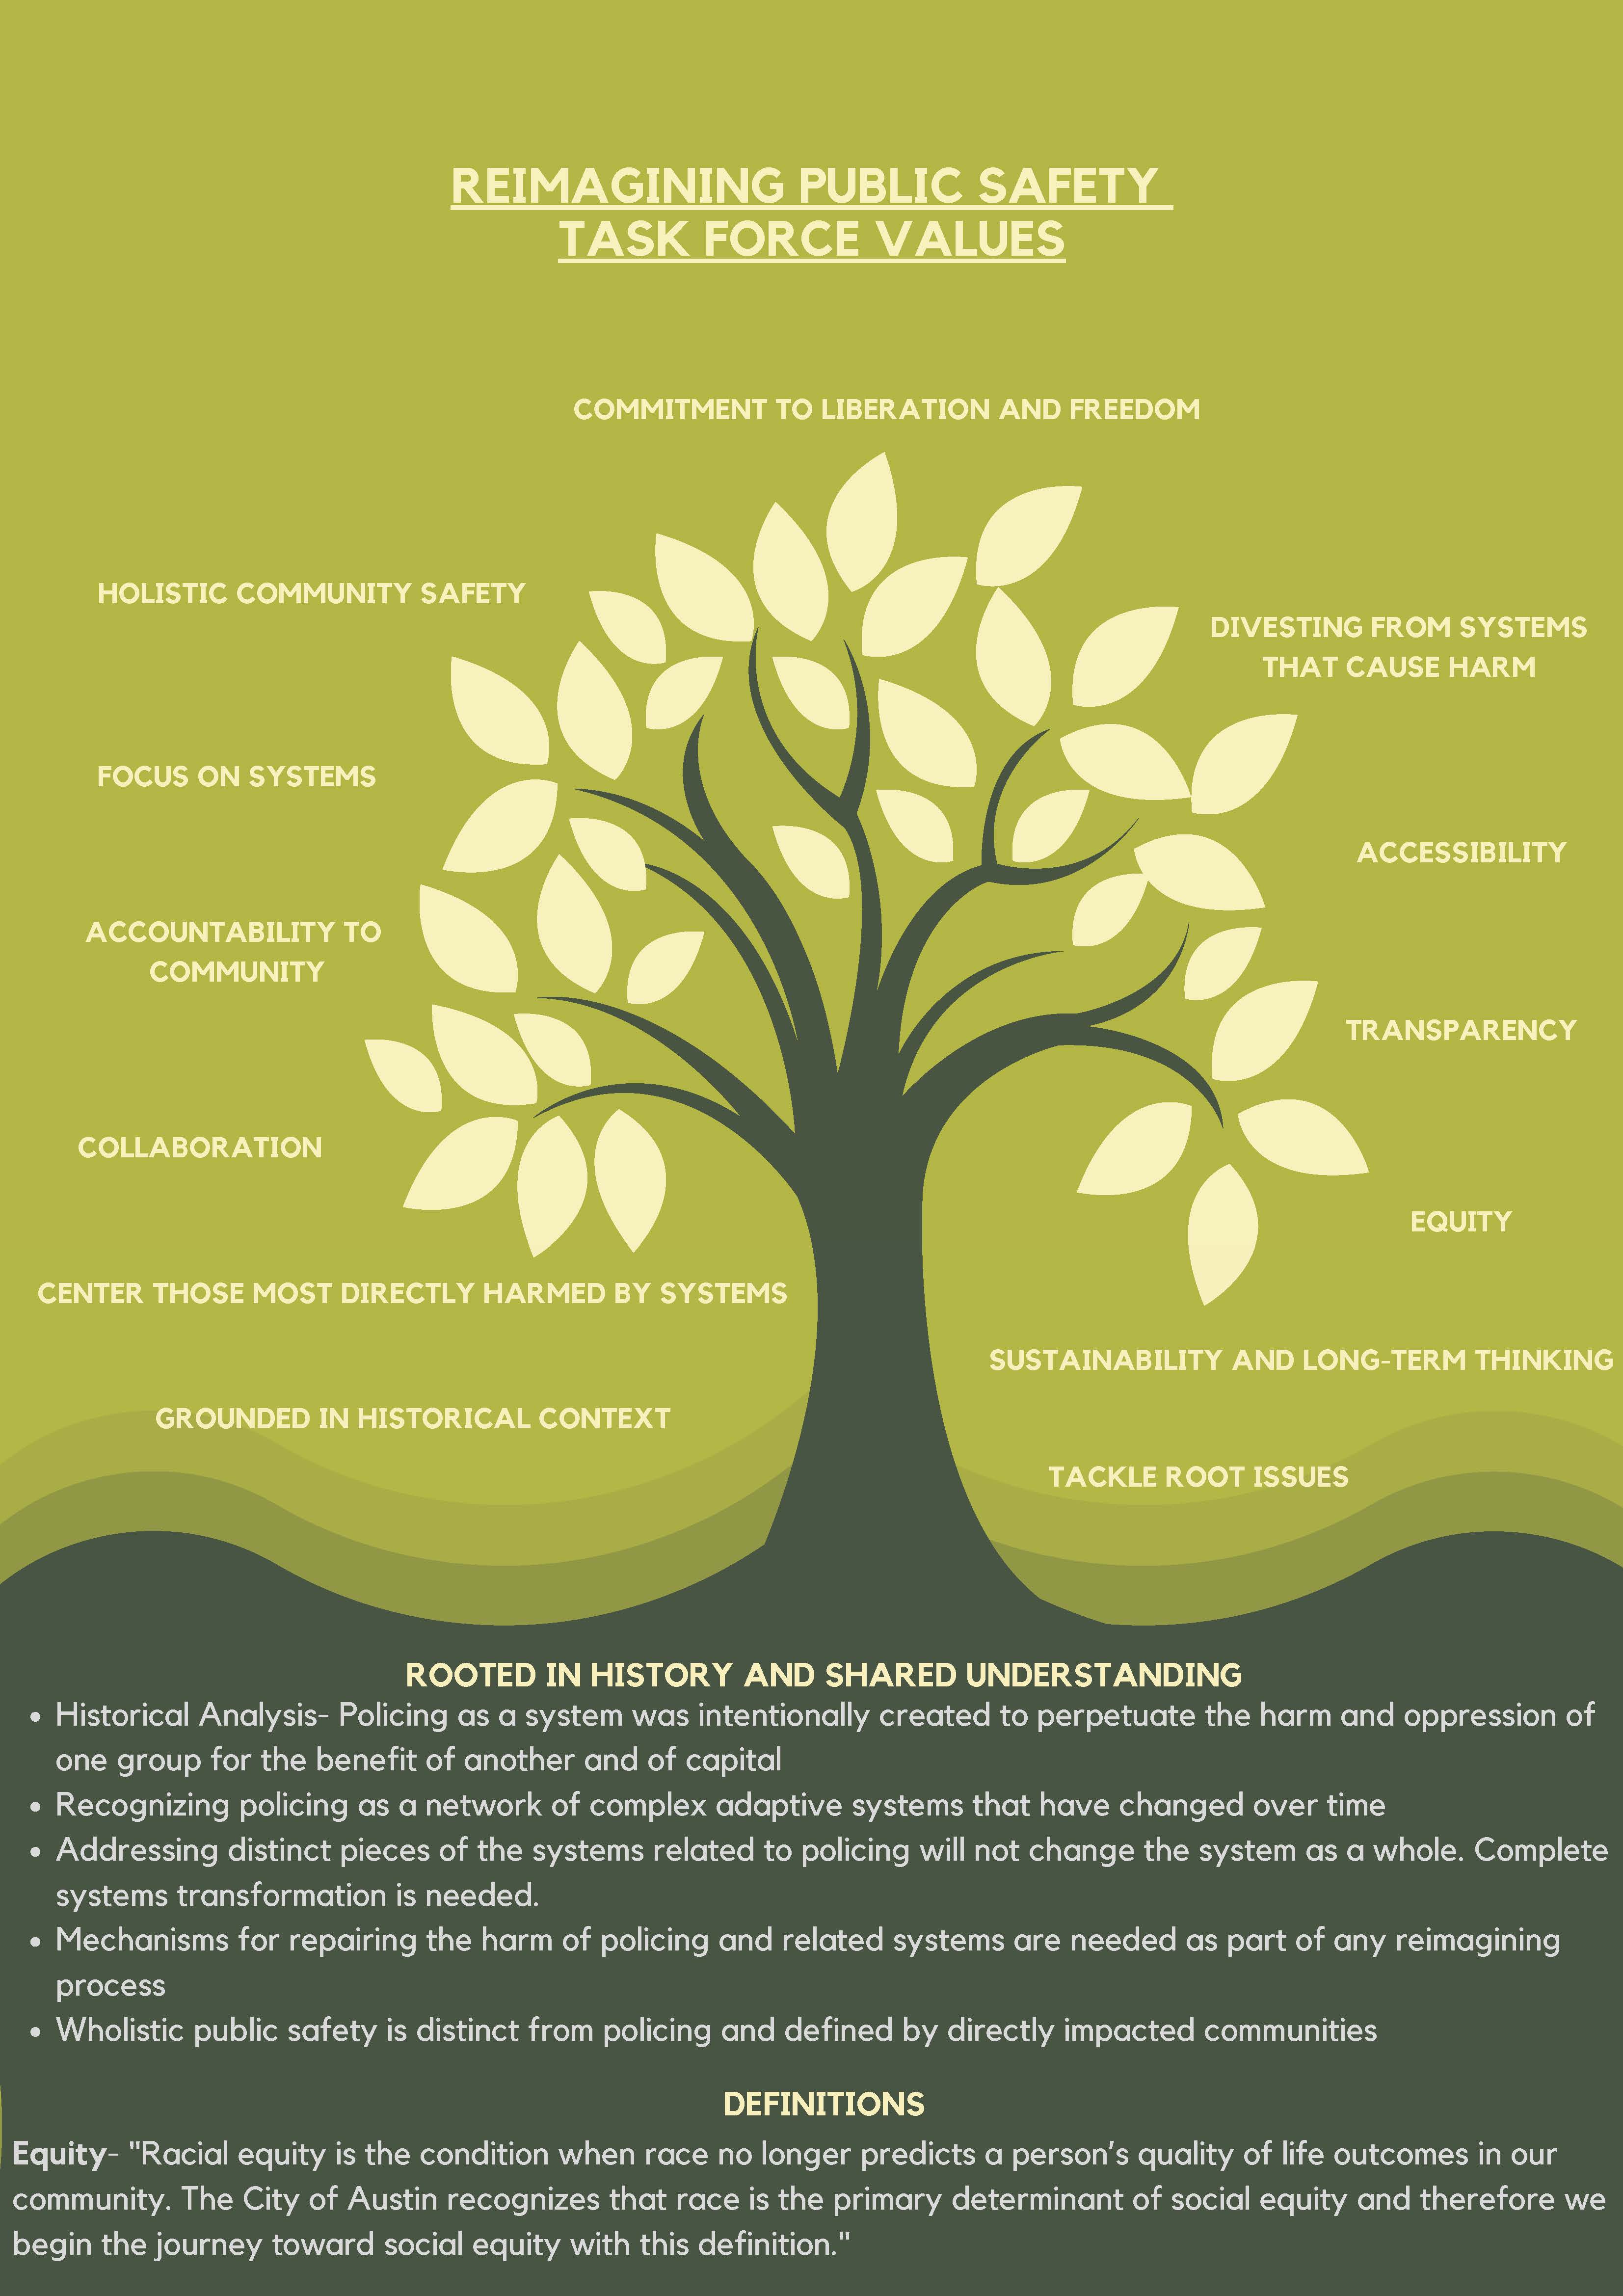 REIMAGINING PUBLIC SAFETY
TASK FORCE VALUES
COMMITMENT TO LIBERATION AND FREEDOM
HOLISTIC COMMUNITY SAFETY
DIVESTING FROM SYSTEMS
THAT CAUSE HARM
FOCUS ON SYSTEMS
ACCESSIBILITY
ACCOUNTABILITY TO
COMMUNITY
TRANSPARENCY
COLLABORATION
EQUITY
CENTER THOSE MOST DIRECTLY HARMED BY SYSTEMS
SUSTAINABILITY AND LONG-TERM THINKING
GROUNDED IN HISTORICAL CONTEXT
TACKLE ROOT ISSUES
ROOTED IN HISTORY AND SHARED UNDERSTANDING
• Historical Analysis- Policing as a system was intentionally created to perpetuate the harm and oppression of
one group for the benefit of another and of capital
• Recognizing policing as a network of complex adaptive systems that have changed over time
• Addressing distinct pieces of the systems related to policing will not change the system as a whole. Complete
systems transformation is needed.
• Mechanisms for repairing the harm of policing and related systems are needed as part of any reimagining
process
• Wholistic public safety is distinct from policing and defined by directly impacted communities
DEFINITIONS
Equity- "Racial equity is the condition when race no longer predicts a person’s quality of life outcomes in our
community. The City of Austin recognizes that race is the primary determinant of social equity and therefore we
begin the journey toward social equity with this definition."